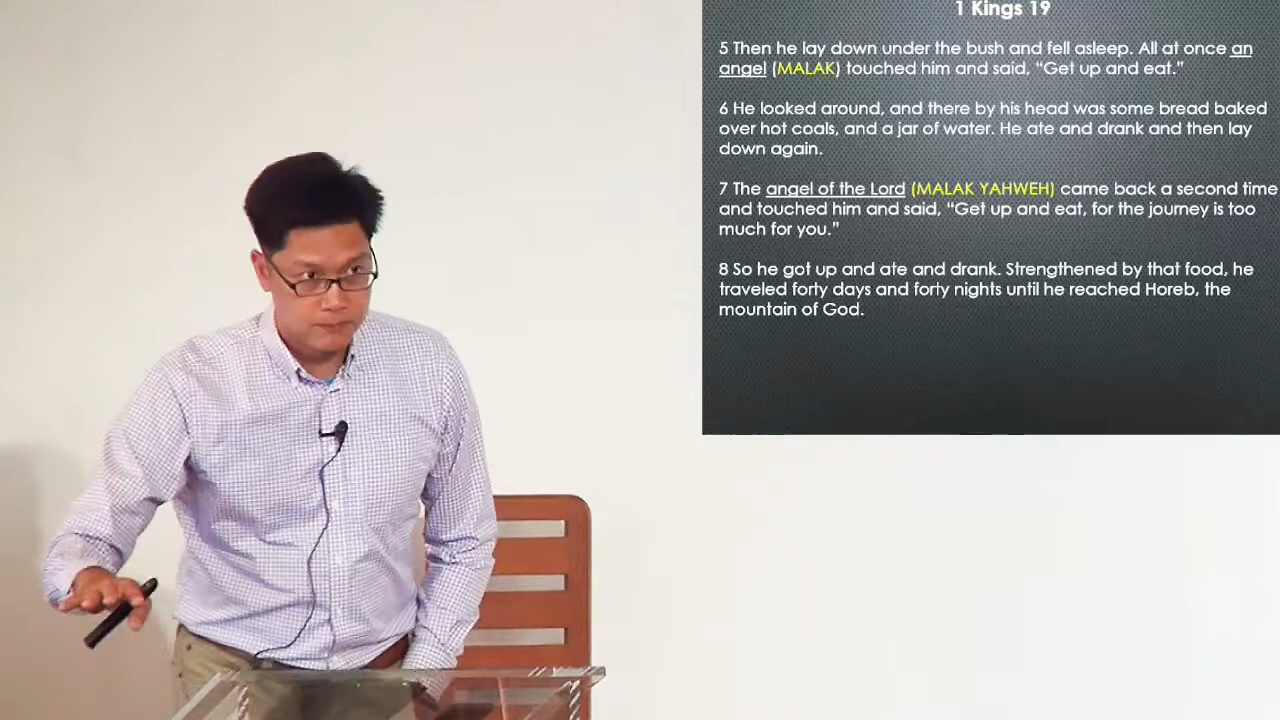 1 Kings 19
5 Then he lay down under the bush and fell asleep. All at once an
angel (MALAK) touched him and said, “Get up and eat.”
6 He looked around, and there by his head was some bread baked
over hot coals, and a jar of water. He ate and drank and then lay
down again.
7 The angel of the Lord (MALAK YAHWEH) came back a second time
and touched him and said, “Get up and eat, for the journey is too
much for you.”
8 So he got up and ate and drank. Strengthened by that food, he
traveled forty days and forty nights until he reached Horeb, the
mountain of God.